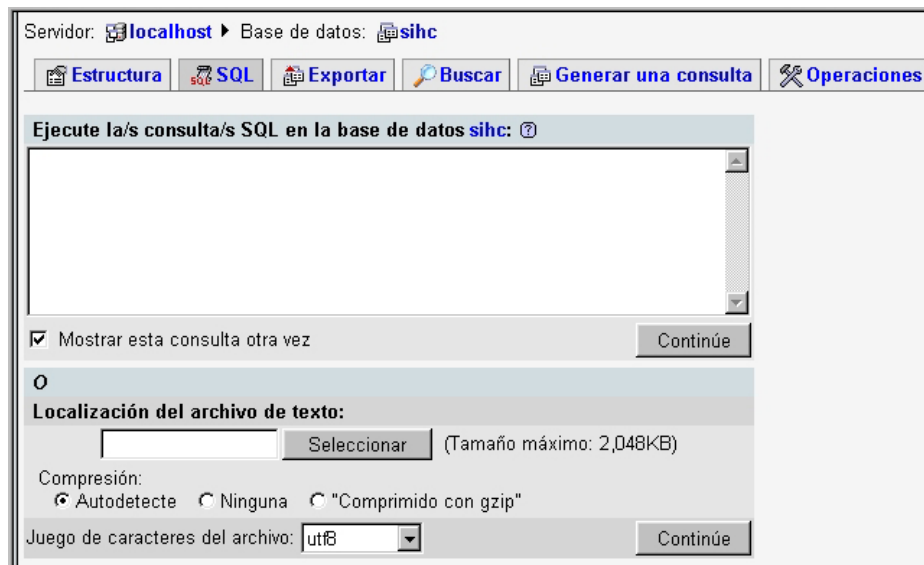 Servidor: localhost ▶ Base de datos: sihc
Estructura SQL Exportar Buscar Generar una consulta Operaciones
Ejecute la/s consulta/s SQL en la base de datos sihc:
Mostrar esta consulta otra vez Continúe
O
Localización del archivo de texto:
Seleccionar (Tamaño máximo: 2,048KB)
Compresión:
Autodetecte Ninguna "Comprimido con gzip"
Juego de caracteres del archivo: utf8 Continúe